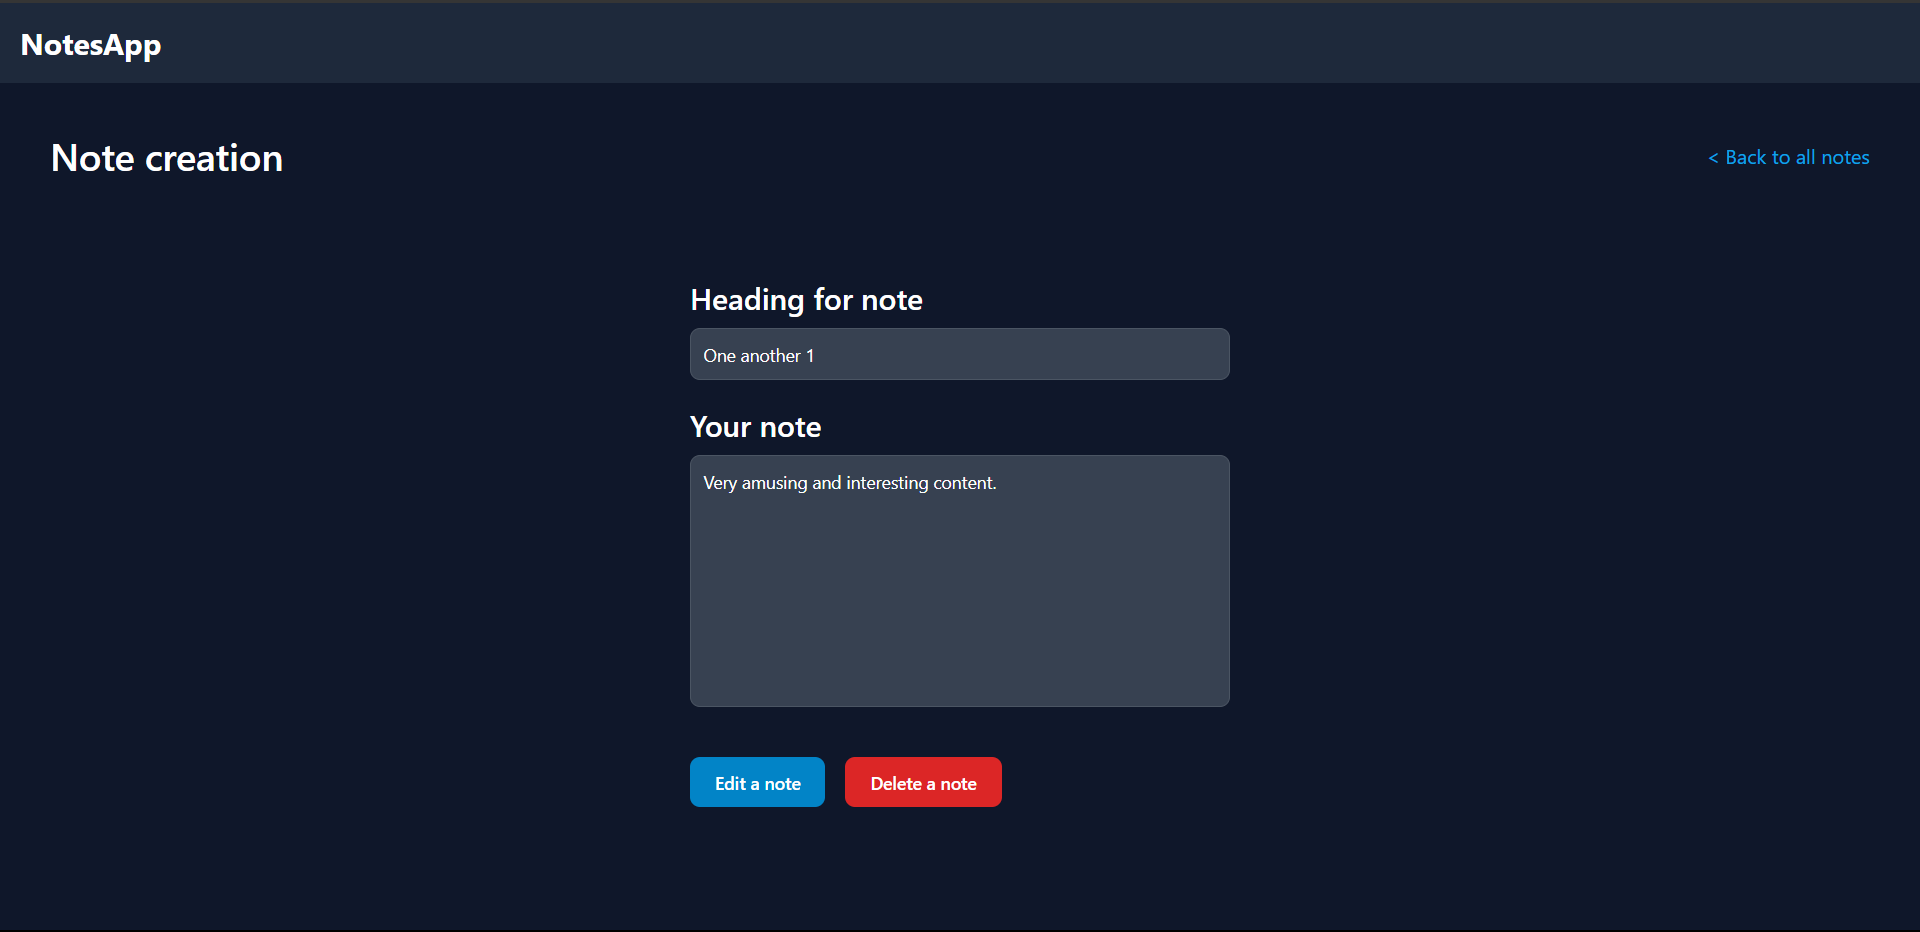 NotesApp
Note creation
< Back to all notes
Heading for note
One another 1
Your note
Very amusing and interesting content.
Edit a note
Delete a note